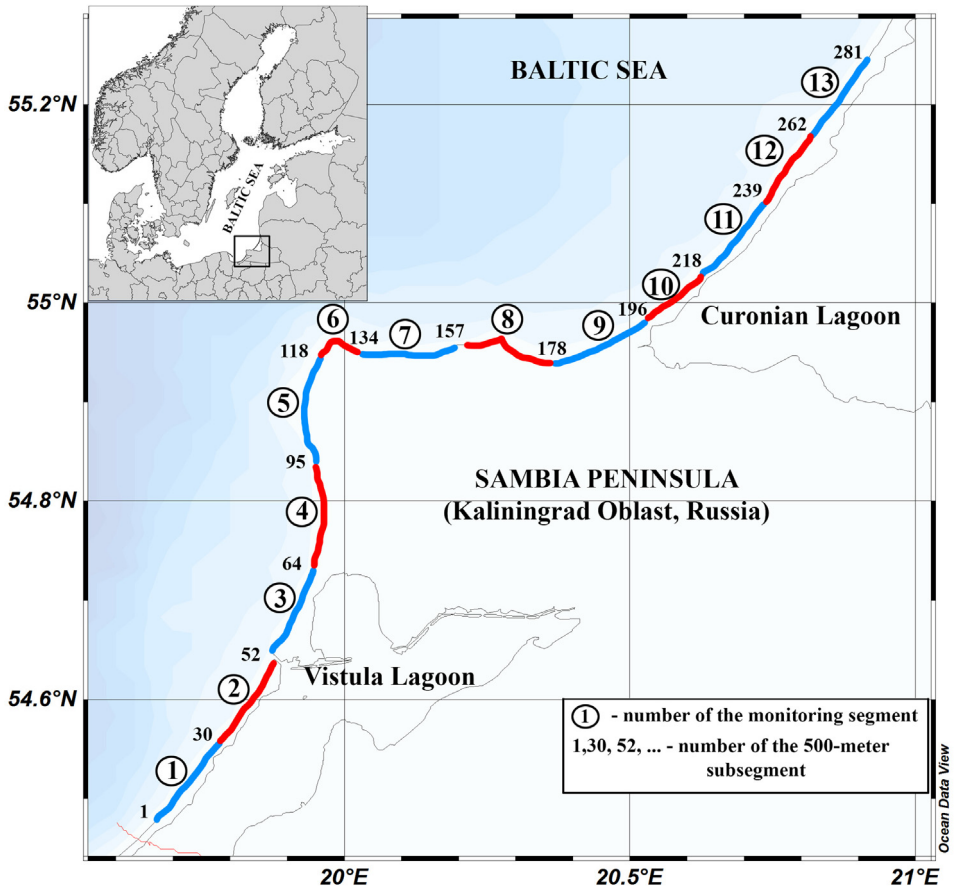 BALTIC SEA
281
13
55.2°N
262
12
BALTIC SEA
239
11
218
10
55°N
196
Curonian Lagoon
6
8
9
134
7
157
118
178
5
95
SAMBIA PENINSULA
(Kaliningrad Oblast, Russia)
54.8°N
4
64
3
52
Vistula Lagoon
2
54.6°N
30
1 - number of the monitoring segment
1,30, 52, ... - number of the 500-meter
subsegment
1
1
Ocean Data View
20°E
20.5°E
21°E